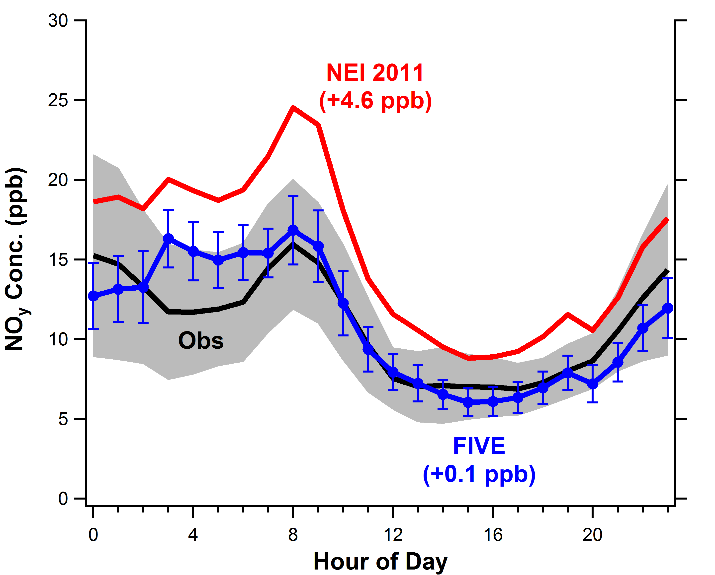 30
25
20
15
10
5
0
NOy Conc. (ppb)
NEI 2011
(+4.6 ppb)
Obs
FIVE
(+0.1 ppb)
0 4 8 12 16 20
Hour of Day